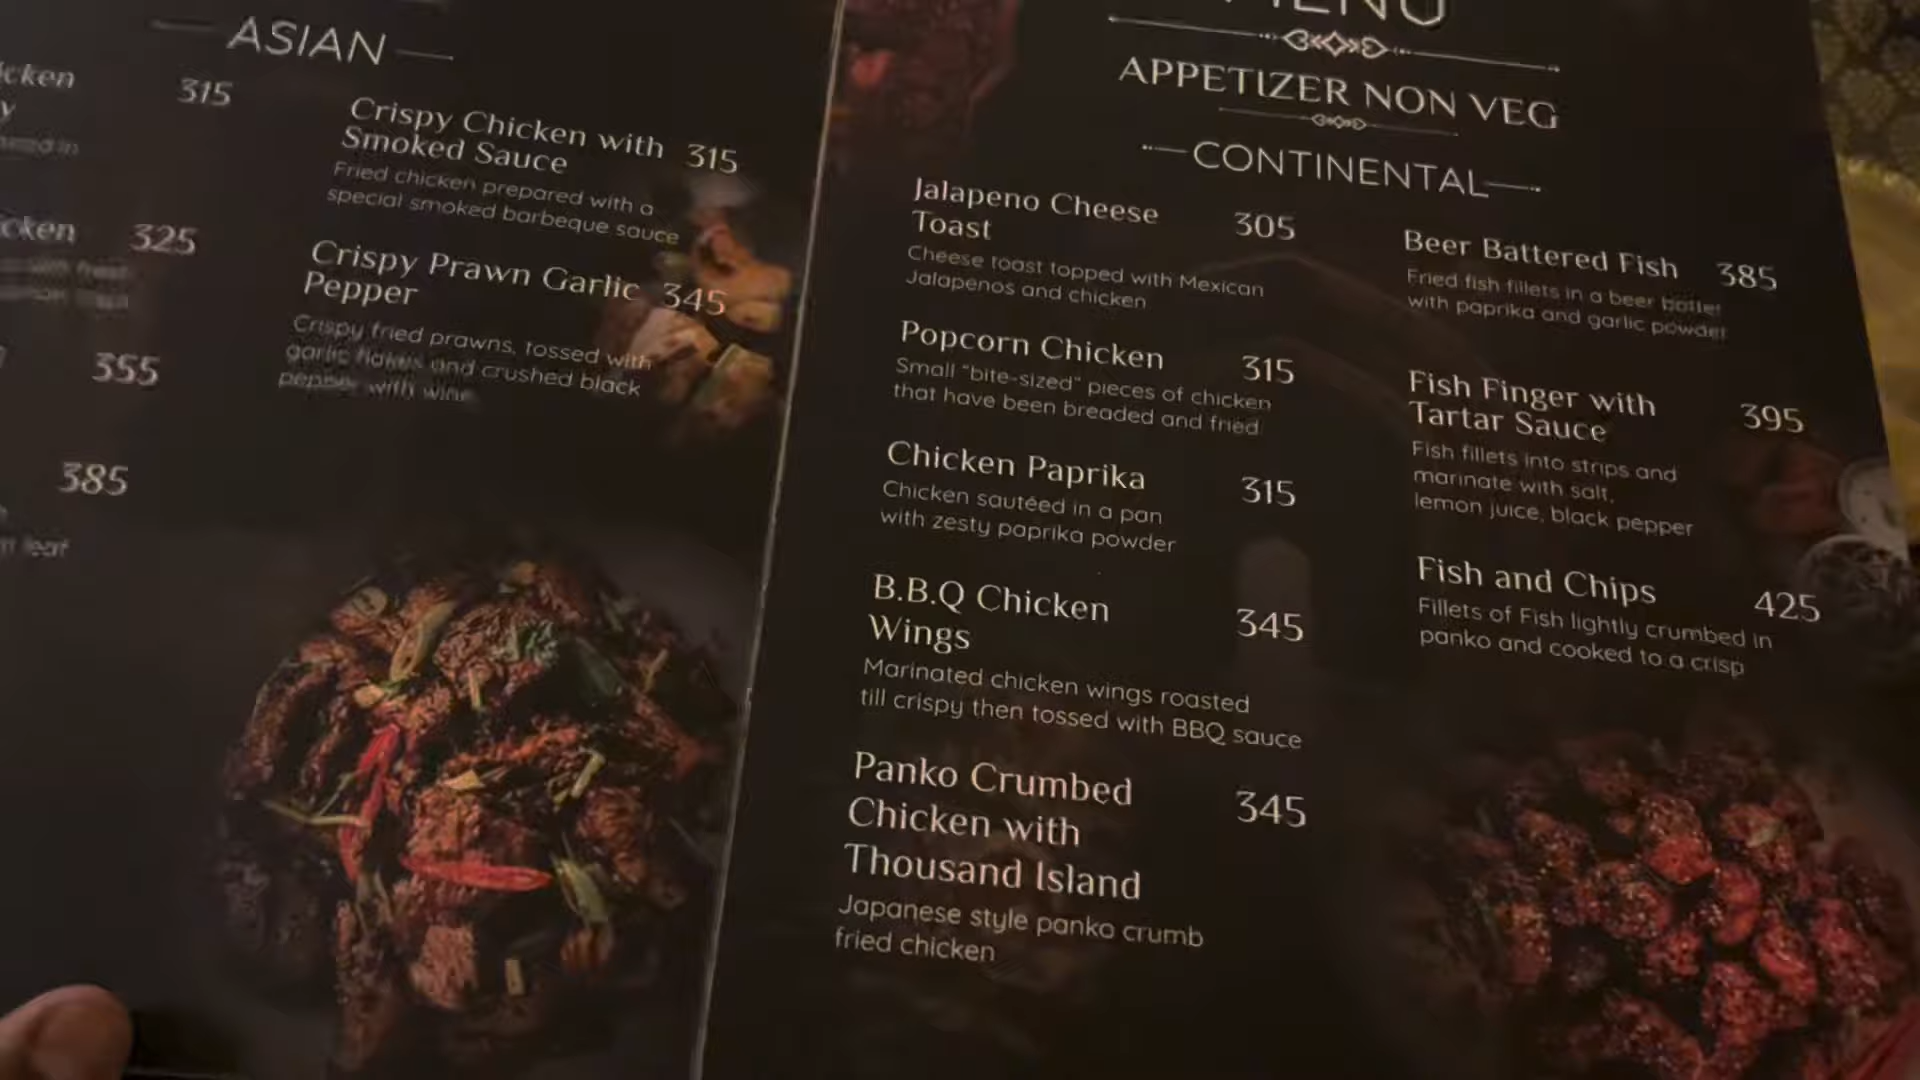 ASIAN
315
325
355
385
Crispy Chicken with 315
Smoked Sauce
Fried chicken prepared with a
special smoked barbeque sauce
Crispy Prawn Garlic 345
Pepper
Crispy fried prawns, tossed with
garlic flakes and crushed black
pepper with wine
MENU
APPETIZER NON VEG
CONTINENTAL
Jalapeno Cheese 305
Toast
Cheese toast topped with Mexican
Jalapenos and chicken
Popcorn Chicken 315
Small "bite-sized" pieces of chicken
that have been breaded and fried
Chicken Paprika 315
Chicken sautéed in a pan
with zesty paprika powder
B.B.Q Chicken 345
Wings
Marinated chicken wings roasted
till crispy then tossed with BBQ sauce
Panko Crumbed 345
Chicken with
Thousand Island
Japanese style panko crumb
fried chicken
Beer Battered Fish 385
Fried fish fillets in a beer batter
with paprika and garlic powder
Fish Finger with 395
Tartar Sauce
Fish fillets into strips and
marinate with salt,
lemon juice, black pepper
Fish and Chips 425
Fillets of Fish lightly crumbed in
panko and cooked to a crisp